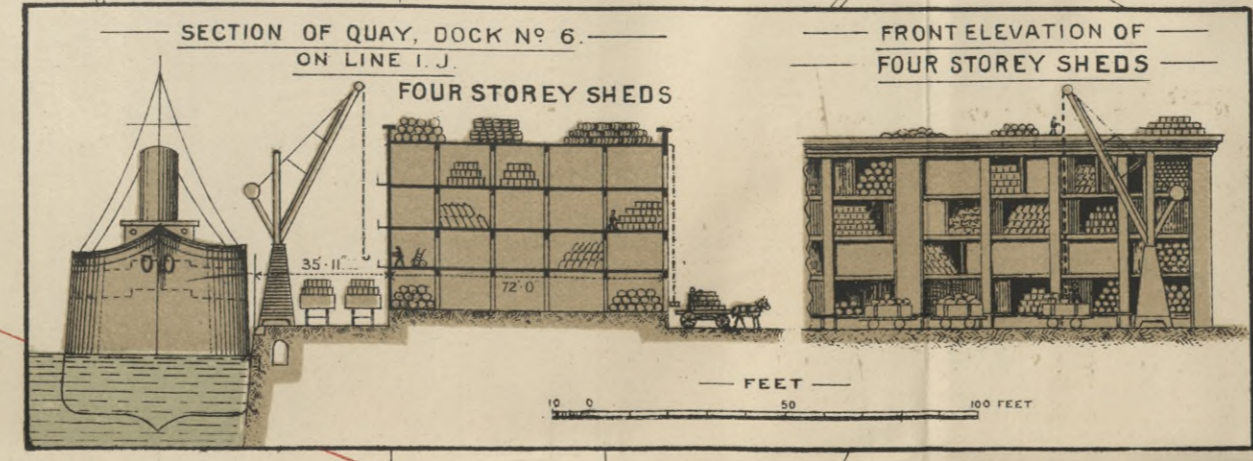 SECTION OF QUAY, DOCK Nº 6.
ON LINE I. J.
FOUR STOREY SHEDS
35·11"
72'·0"
FRONT ELEVATION OF
FOUR STOREY SHEDS
FEET
10 0 50 100 FEET